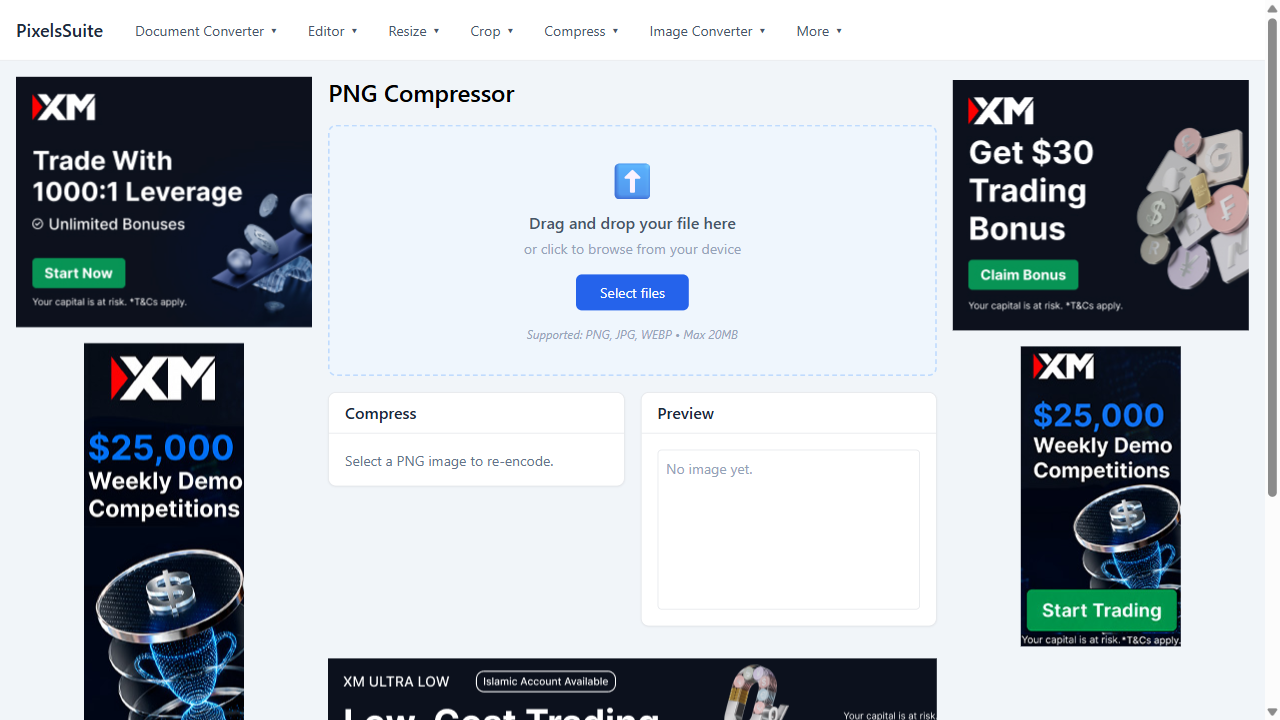 PixelsSuite
Document Converter ▾
Editor ▾
Resize ▾
Crop ▾
Compress ▾
Image Converter ▾
More ▾
XM
Trade With
1000:1 Leverage
Unlimited Bonuses
Start Now
Your capital is at risk. *T&Cs apply.
XM
$25,000
Weekly Demo
Competitions
PNG Compressor
Drag and drop your file here
or click to browse from your device
Select files
Supported: PNG, JPG, WEBP • Max 20MB
Compress
Select a PNG image to re-encode.
Preview
No image yet.
XM ULTRA LOW
Islamic Account Available
Low-Cost Trading
Your capital is at risk
XM
Get $30
Trading
Bonus
Claim Bonus
Your capital is at risk. *T&Cs apply.
XM
$25,000
Weekly Demo
Competitions
Start Trading
Your capital is at risk.*T&Cs apply.